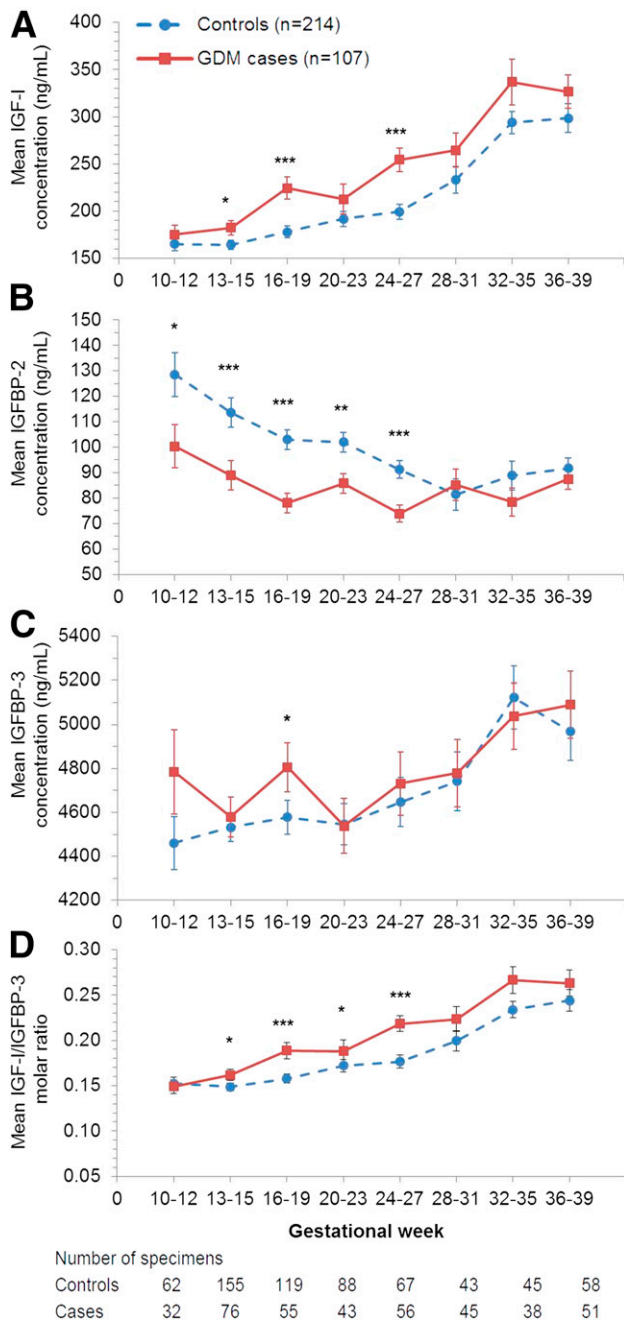 A
Controls (n=214)
GDM cases (n=107)
Mean IGF-I
concentration (ng/mL)
400
350
300
250
200
150
*
***
***
0 10-12 13-15 16-19 20-23 24-27 28-31 32-35 36-39
B
Mean IGFBP-2
concentration (ng/mL)
150
140
130
120
110
100
90
80
70
60
50
*
***
***
**
***
0 10-12 13-15 16-19 20-23 24-27 28-31 32-35 36-39
C
Mean IGFBP-3
concentration (ng/mL)
5400
5200
5000
4800
4600
4400
4200
*
0 10-12 13-15 16-19 20-23 24-27 28-31 32-35 36-39
D
Mean IGF-I/IGFBP-3
molar ratio
0.30
0.25
0.20
0.15
0.10
0.05
*
***
*
***
0 10-12 13-15 16-19 20-23 24-27 28-31 32-35 36-39
Gestational week
Number of specimens
Controls 62 155 119 88 67 43 45 58
Cases 32 76 55 43 56 45 38 51